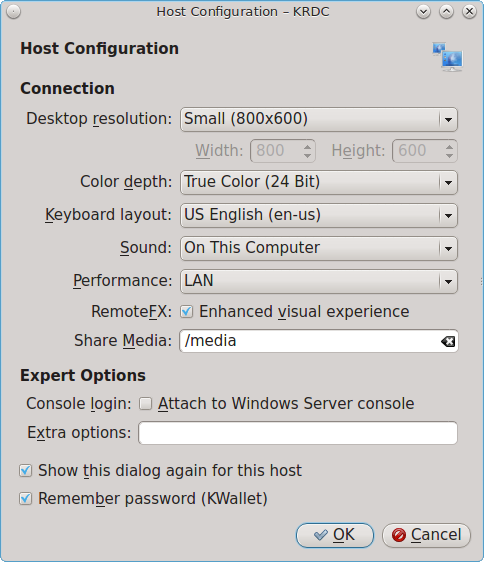 Host Configuration – KRDC
Host Configuration
Connection
Desktop resolution: Small (800x600)
Width: 800 Height: 600
Color depth: True Color (24 Bit)
Keyboard layout: US English (en-us)
Sound: On This Computer
Performance: LAN
RemoteFX: Enhanced visual experience
Share Media: /media
Expert Options
Console login: Attach to Windows Server console
Extra options:
Show this dialog again for this host
Remember password (KWallet)
OK Cancel